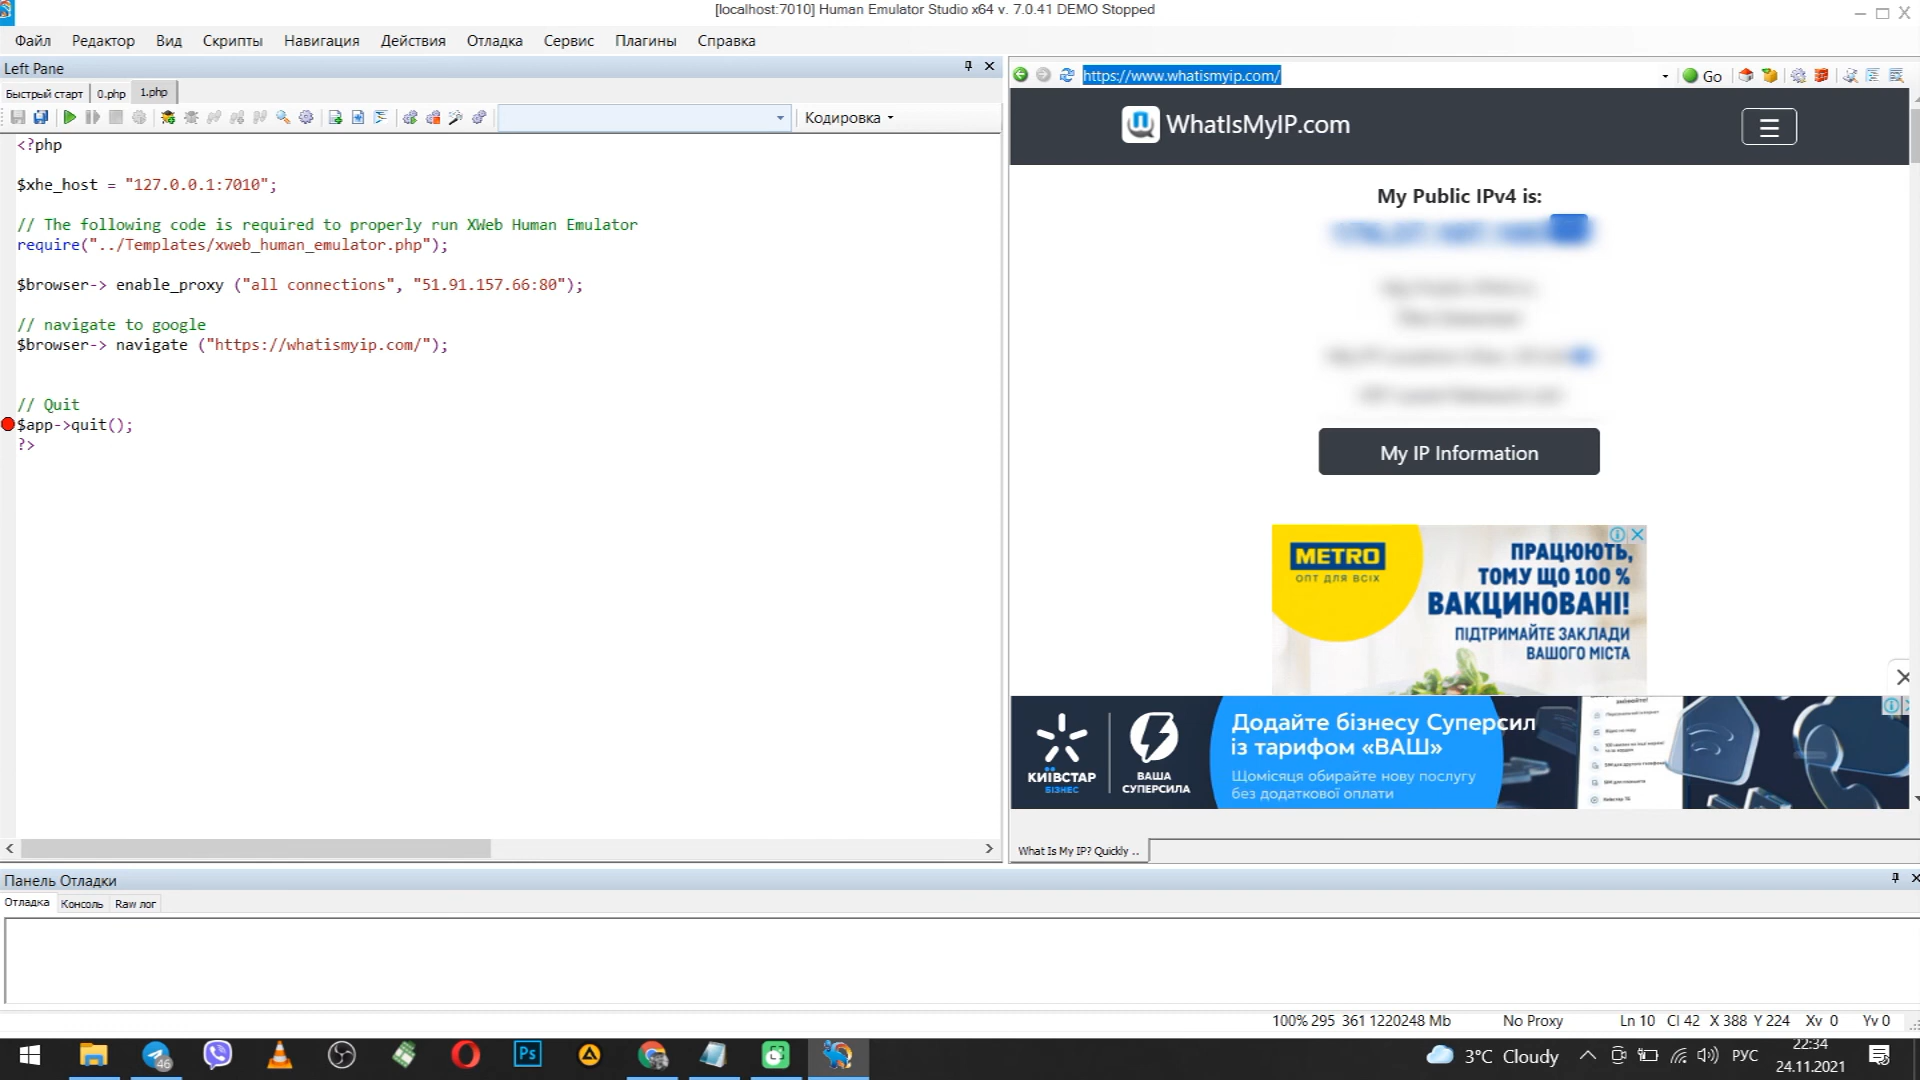 [localhost:7010] Human Emulator Studio x64 v. 7.0.41 DEMO Stopped
Файл Редактор Вид Скрипты Навигация Действия Отладка Сервис Плагины Справка
Left Pane
Быстрый старт 0.php 1.php
Кодировка
<?php
$xhe_host = "127.0.0.1:7010";
// The following code is required to properly run XWeb Human Emulator
require("../Templates/xweb_human_emulator.php");
$browser-> enable_proxy ("all connections", "51.91.157.66:80");
// navigate to google
$browser-> navigate ("https://whatismyip.com/");
// Quit
$app->quit();
?>
https://www.whatismyip.com/
Go
WhatIsMyIP.com
My Public IPv4 is:
My IP Information
METRO
ОПТ ДЛЯ ВСІХ
ПРАЦЮЮТЬ,
ТОМУ ЩО 100 %
ВАКЦИНОВАНІ!
ПІДТРИМАЙТЕ ЗАКЛАДИ
ВАШОГО МІСТА
КИЇВСТАР
БІЗНЕС
ВАША
СУПЕРСИЛА
Додайте бізнесу Суперсил
із тарифом «ВАШ»
Щомісяця обирайте нову послугу
без додаткової оплати
What Is My IP? Quickly ..
Панель Отладки
Отладка Консоль Raw лог
100% 295 361 1220248 Mb No Proxy Ln 10 Cl 42 X 388 Y 224 Xv 0 Yv 0
46
Ps
3°C Cloudy
РУС
22:34
24.11.2021